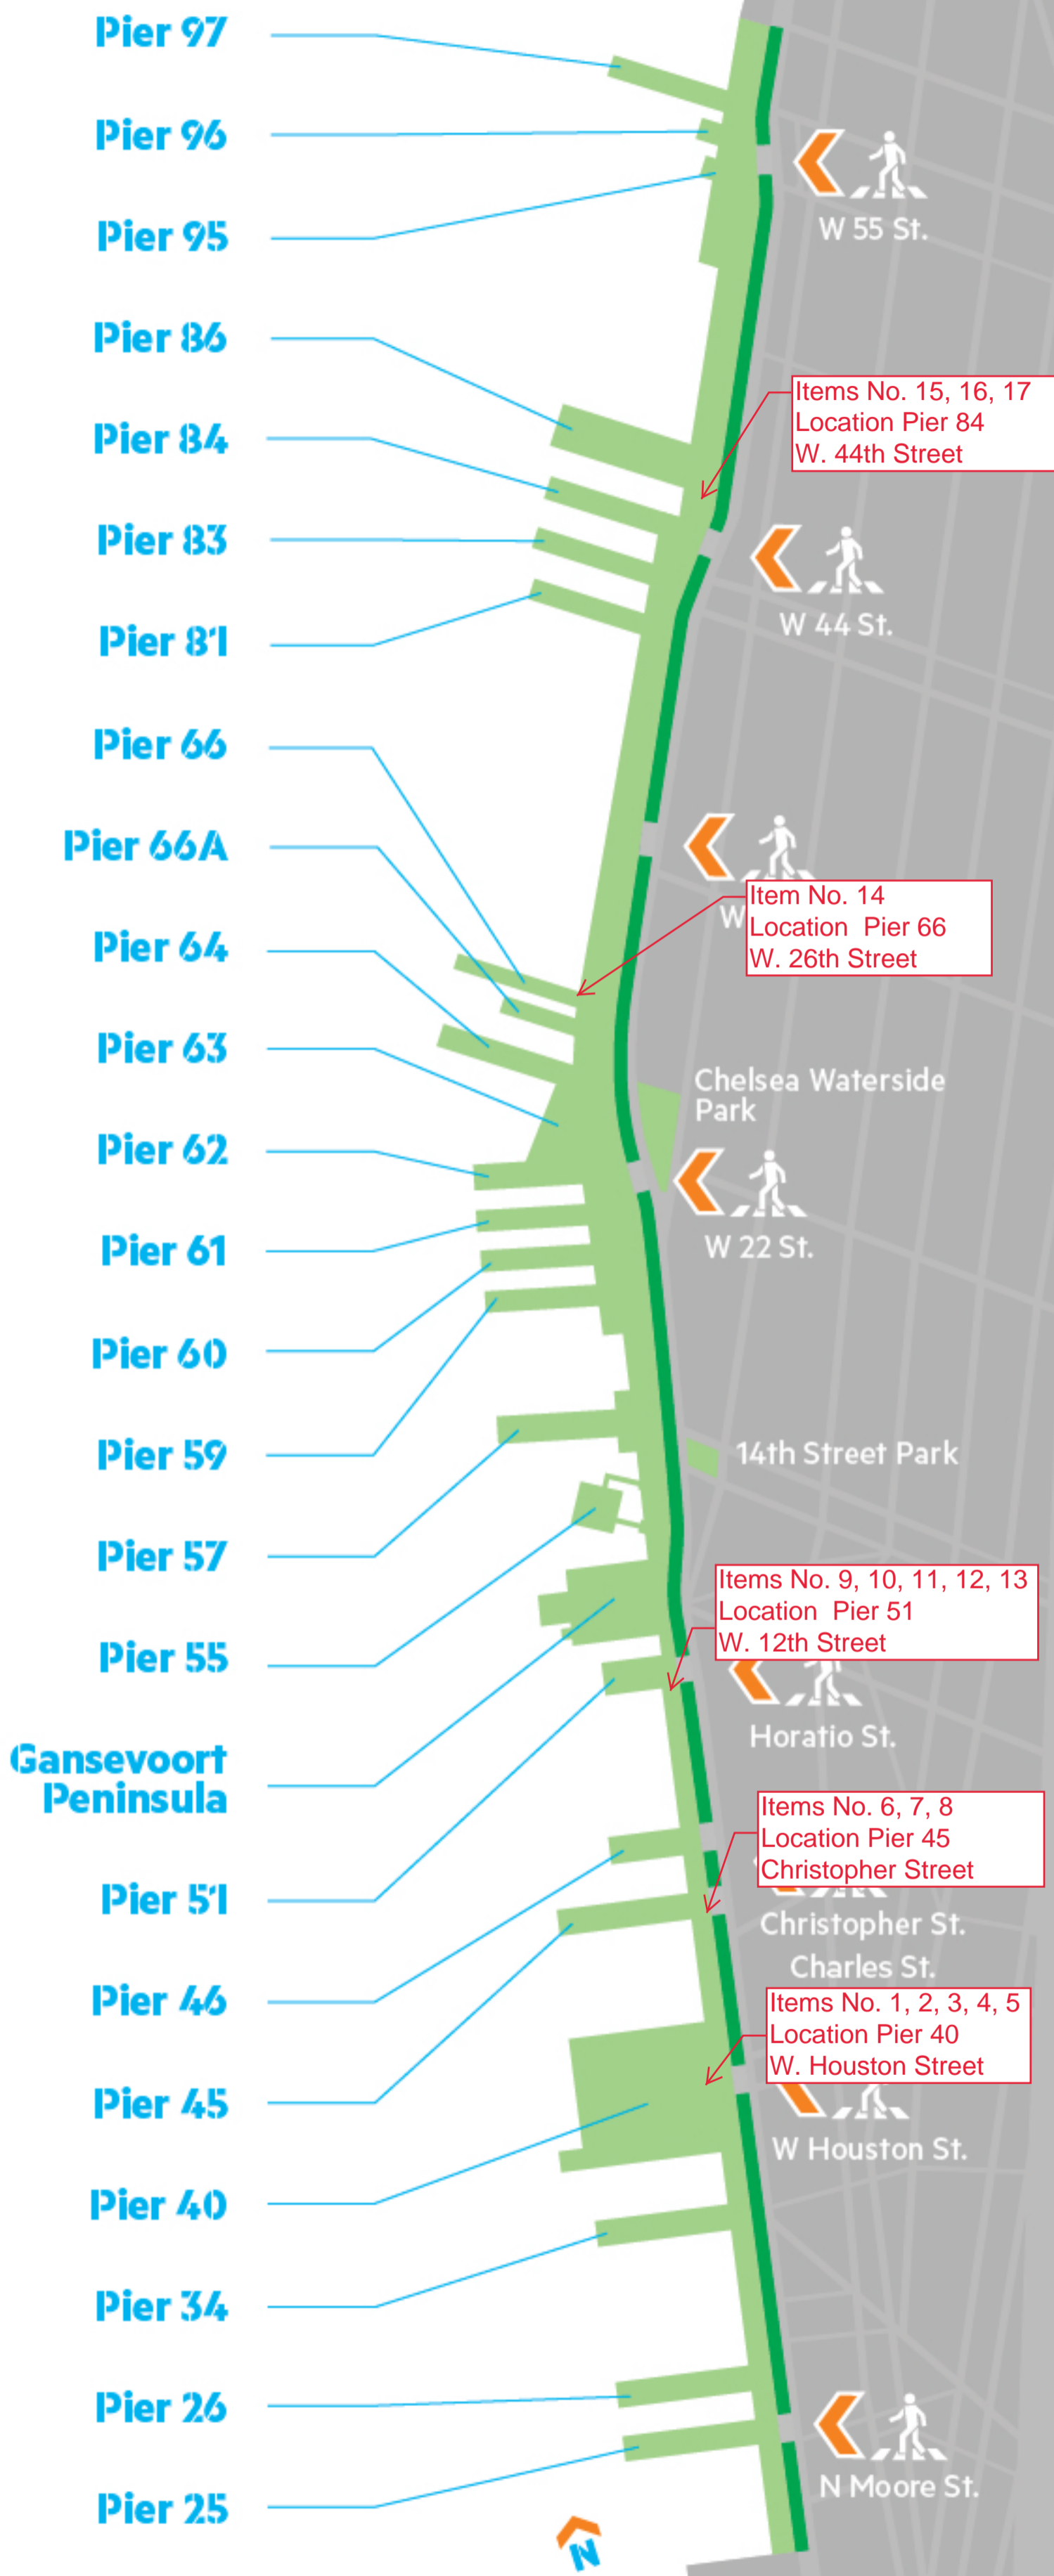 Pier 97
Pier 96
Pier 95
W 55 St.
Pier 86
Items No. 15, 16, 17
Location Pier 84
W. 44th Street
Pier 84
Pier 83
W 44 St.
Pier 81
Pier 66
Pier 66A
Item No. 14
W
Location Pier 66
W. 26th Street
Pier 64
Pier 63
Chelsea Waterside
Park
Pier 62
W 22 St.
Pier 61
Pier 60
Pier 59
14th Street Park
Pier 57
Items No. 9, 10, 11, 12, 13
Location Pier 51
W. 12th Street
Pier 55
Horatio St.
Gansevoort
Peninsula
Items No. 6, 7, 8
Location Pier 45
Christopher Street
Pier 51
Christopher St.
Charles St.
Pier 46
Items No. 1, 2, 3, 4, 5
Location Pier 40
W. Houston Street
Pier 45
W Houston St.
Pier 40
Pier 34
Pier 26
N Moore St.
Pier 25
N